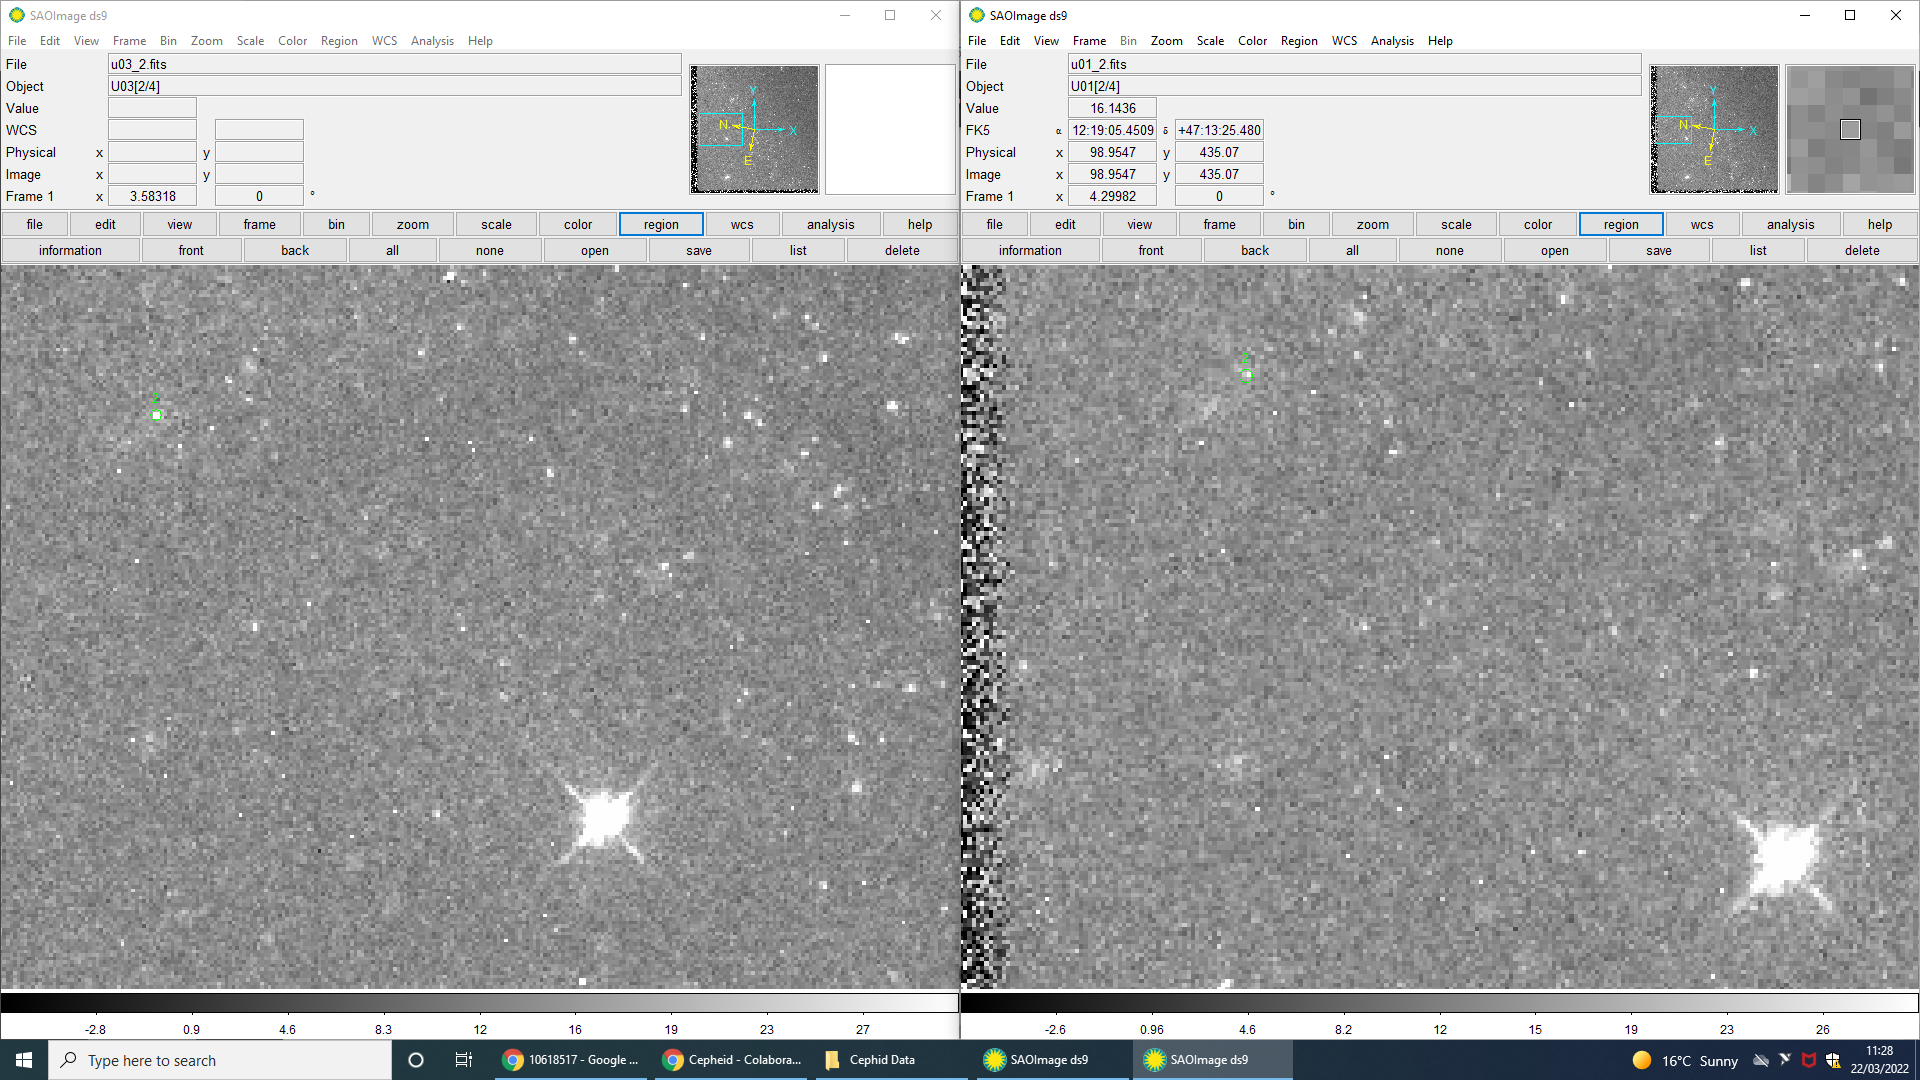 SAOImage ds9
File Edit View Frame Bin Zoom Scale Color Region WCS Analysis Help
File u03_2.fits
Object U03[2/4]
Value
WCS
Physical x y
Image x y
Frame 1 x 3.58318 0 °
Y
N X
E
file edit view frame bin zoom scale color region wcs analysis help
information front back all none open save list delete
-2.8 0.9 4.6 8.3 12 16 19 23 27
SAOImage ds9
File Edit View Frame Bin Zoom Scale Color Region WCS Analysis Help
File u01_2.fits
Object U01[2/4]
Value 16.1436
FK5 α 12:19:05.4509 δ +47:13:25.480
Physical x 98.9547 y 435.07
Image x 98.9547 y 435.07
Frame 1 x 4.29982 0 °
Y
N X
E
file edit view frame bin zoom scale color region wcs analysis help
information front back all none open save list delete
-2.6 0.96 4.6 8.2 12 15 19 23 26
Type here to search
10618517 - Google ...
Cepheid - Colabora...
Cephid Data
SAOImage ds9
SAOImage ds9
16°C Sunny
11:28
22/03/2022